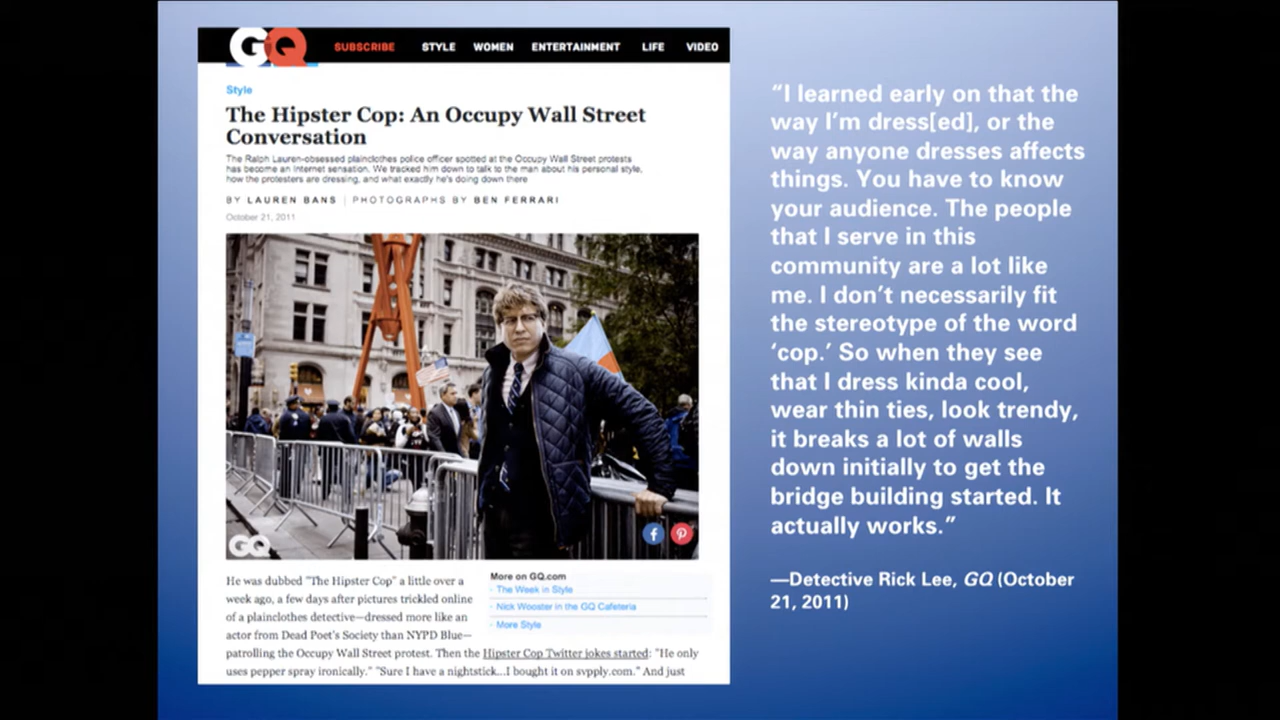 GQ
SUBSCRIBE STYLE WOMEN ENTERTAINMENT LIFE VIDEO
Style
The Hipster Cop: An Occupy Wall Street
Conversation
The Ralph Lauren-obsessed plainclothes police officer spotted at the Occupy Wall Street protests
has become an Internet sensation. We tracked him down to talk to the man about his personal style,
how the protesters are dressing, and what exactly he's doing down there
BY LAUREN BANS | PHOTOGRAPHS BY BEN FERRARI
October 21, 2011
GQ
He was dubbed "The Hipster Cop" a little over a
week ago, a few days after pictures trickled online
of a plainclothes detective—dressed more like an
actor from Dead Poet's Society than NYPD Blue—
patrolling the Occupy Wall Street protest. Then the Hipster Cop Twitter jokes started: "He only
uses pepper spray ironically." "Sure I have a nightstick...I bought it on svpply.com." And just
More on GQ.com
· The Week in Style
· Nick Wooster in the GQ Cafeteria
· More Style
“I learned early on that the
way I’m dress[ed], or the
way anyone dresses affects
things. You have to know
your audience. The people
that I serve in this
community are a lot like
me. I don’t necessarily fit
the stereotype of the word
‘cop.’ So when they see
that I dress kinda cool,
wear thin ties, look trendy,
it breaks a lot of walls
down initially to get the
bridge building started. It
actually works.”
—Detective Rick Lee, GQ (October
21, 2011)